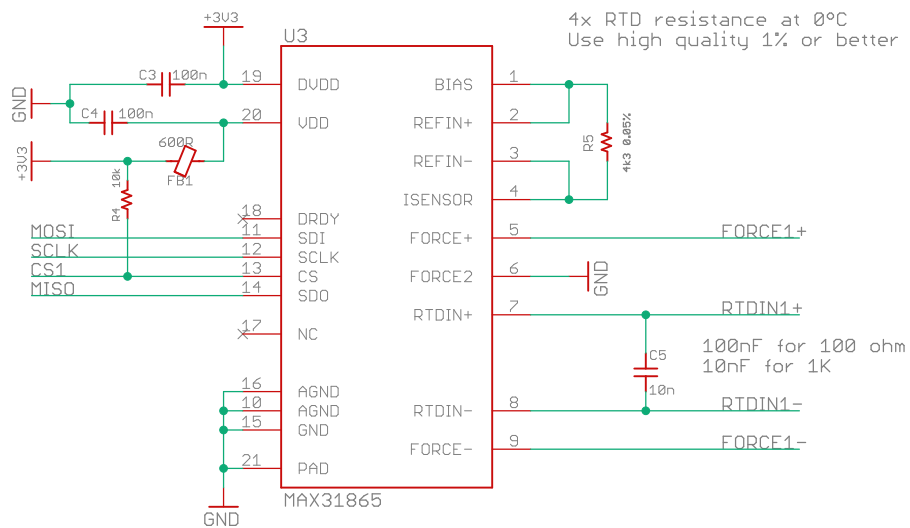 +3V3
4x RTD resistance at 0°C
Use high quality 1% or better
U3
C3 100n
19 DVDD
BIAS 1
GND
C4 100n
20 VDD
REFIN+ 2
R5
4k3 0.05%
+3V3
600R
FB1
REFIN- 3
10k
R4
ISENSOR 4
18 DRDY
MOSI
11 SDI
FORCE+ 5
FORCE1+
SCLK
12 SCLK
CS1
13 CS
FORCE2 6
GND
MISO
14 SDO
RTDIN+ 7
RTDIN1+
17 NC
C5
10n
100nF for 100 ohm
10nF for 1K
16 AGND
10 AGND
RTDIN- 8
RTDIN1-
15 GND
FORCE- 9
FORCE1-
21 PAD
MAX31865
GND